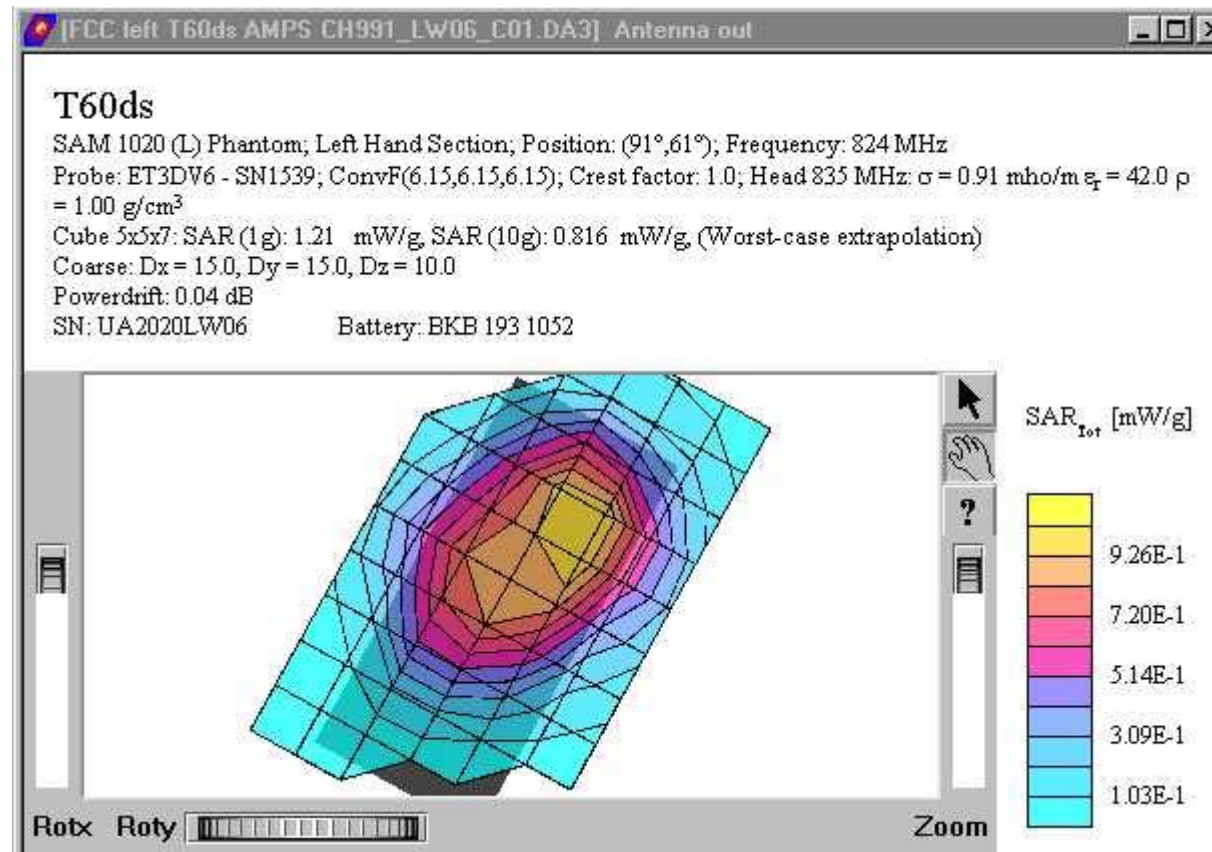 [FCC left T60ds AMPS CH991_LW06_C01.DA3] Antenna out
T60ds
SAM 1020 (L) Phantom; Left Hand Section; Position: (91°,61°); Frequency: 824 MHz
Probe: ET3DV6 - SN1539; ConvF(6.15,6.15,6.15); Crest factor: 1.0; Head 835 MHz: σ = 0.91 mho/m εr = 42.0 ρ
= 1.00 g/cm³
Cube 5x5x7: SAR (1g): 1.21 mW/g, SAR (10g): 0.816 mW/g, (Worst-case extrapolation)
Coarse: Dx = 15.0, Dy = 15.0, Dz = 10.0
Powerdrift: 0.04 dB
SN: UA2020LW06 Battery: BKB 193 1052
?
SARTot [mW/g]
9.26E-1
7.20E-1
5.14E-1
3.09E-1
1.03E-1
Rotx Roty Zoom